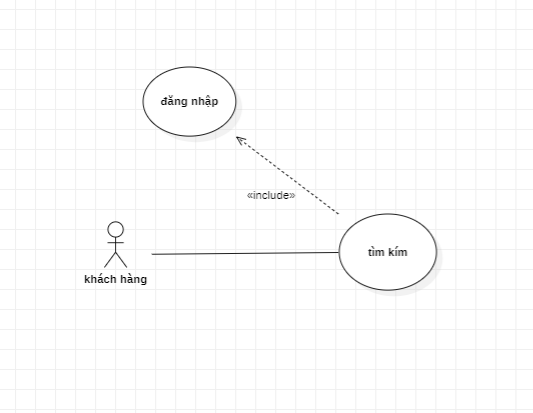 đăng nhập
«include»
tìm kím
khách hàng